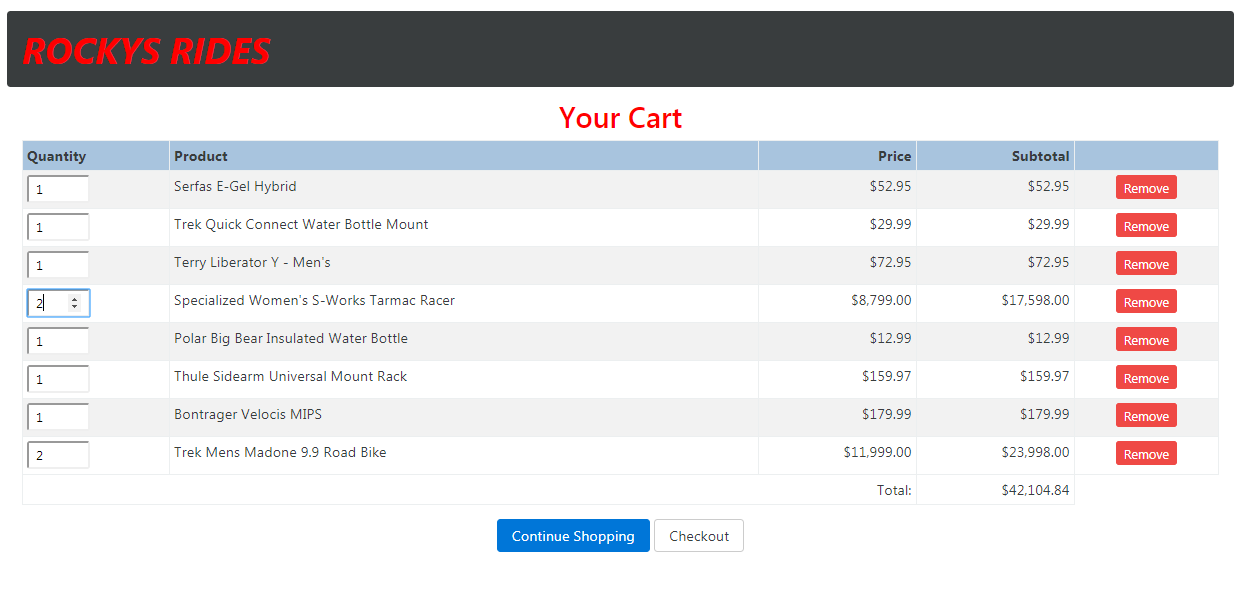 ROCKYS RIDES
Your Cart
Quantity Product Price Subtotal
1 Serfas E-Gel Hybrid $52.95 $52.95 Remove
1 Trek Quick Connect Water Bottle Mount $29.99 $29.99 Remove
1 Terry Liberator Y - Men's $72.95 $72.95 Remove
2 Specialized Women's S-Works Tarmac Racer $8,799.00 $17,598.00 Remove
1 Polar Big Bear Insulated Water Bottle $12.99 $12.99 Remove
1 Thule Sidearm Universal Mount Rack $159.97 $159.97 Remove
1 Bontrager Velocis MIPS $179.99 $179.99 Remove
2 Trek Mens Madone 9.9 Road Bike $11,999.00 $23,998.00 Remove
Total: $42,104.84
Continue Shopping Checkout